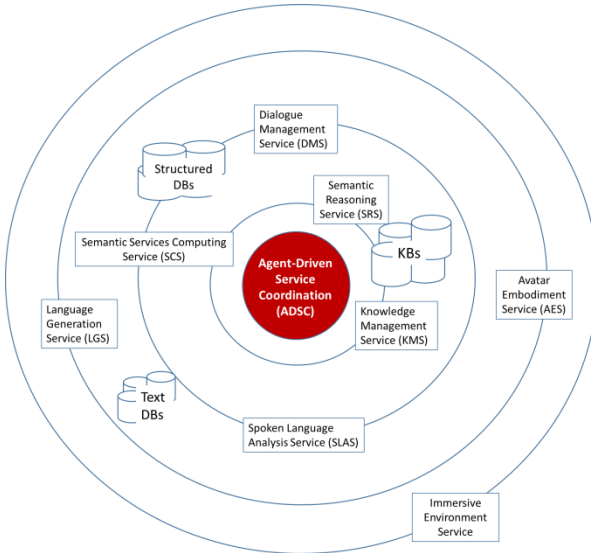 Dialogue
Management
Service (DMS)
Structured
DBs
Semantic
Reasoning
Service (SRS)
KBs
Semantic Services Computing
Service (SCS)
Agent-Driven
Service
Coordination
(ADSC)
Avatar
Embodiment
Service (AES)
Language
Generation
Service (LGS)
Knowledge
Management
Service (KMS)
Text
DBs
Spoken Language
Analysis Service (SLAS)
Immersive
Environment
Service